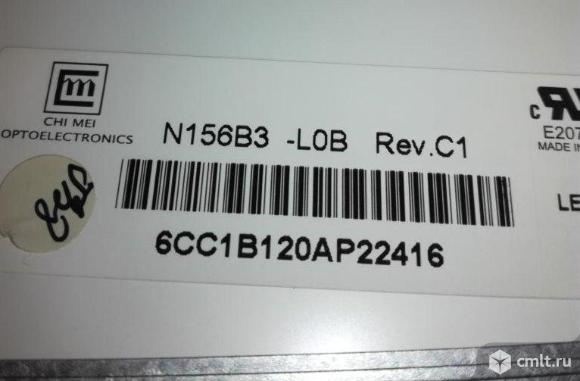 CHI MEI
OPTOELECTRONICS
N156B3 -L0B Rev.C1
6CC1B120AP22416
E207
MADE IN
LE
cmlt.ru